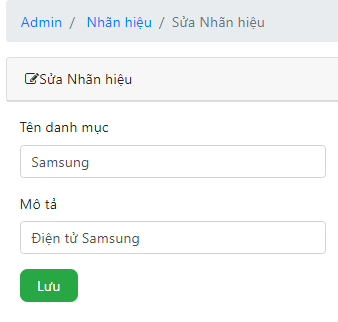 Admin / Nhãn hiệu / Sửa Nhãn hiệu
Sửa Nhãn hiệu
Tên danh mục
Samsung
Mô tả
Điện tử Samsung
Lưu